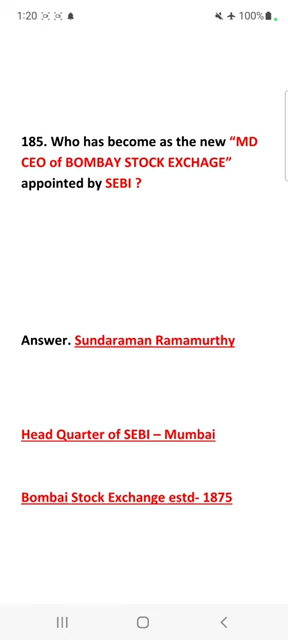 1:20 100%
185. Who has become as the new “MD
CEO of BOMBAY STOCK EXCHAGE”
appointed by SEBI ?
Answer. Sundaraman Ramamurthy
Head Quarter of SEBI – Mumbai
Bombai Stock Exchange estd- 1875